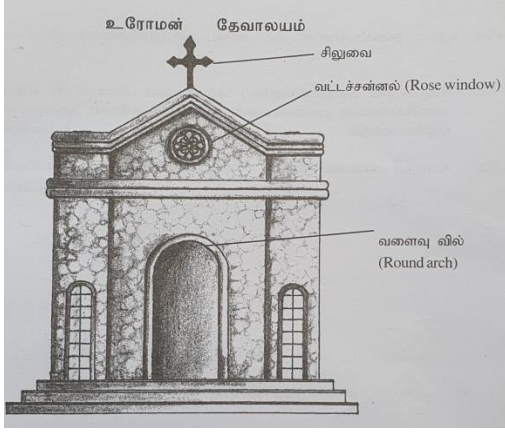 உரோமன் தேவாலயம்
சிலுவை
வட்டச்சன்னல் (Rose window)
வளைவு வில்
(Round arch)